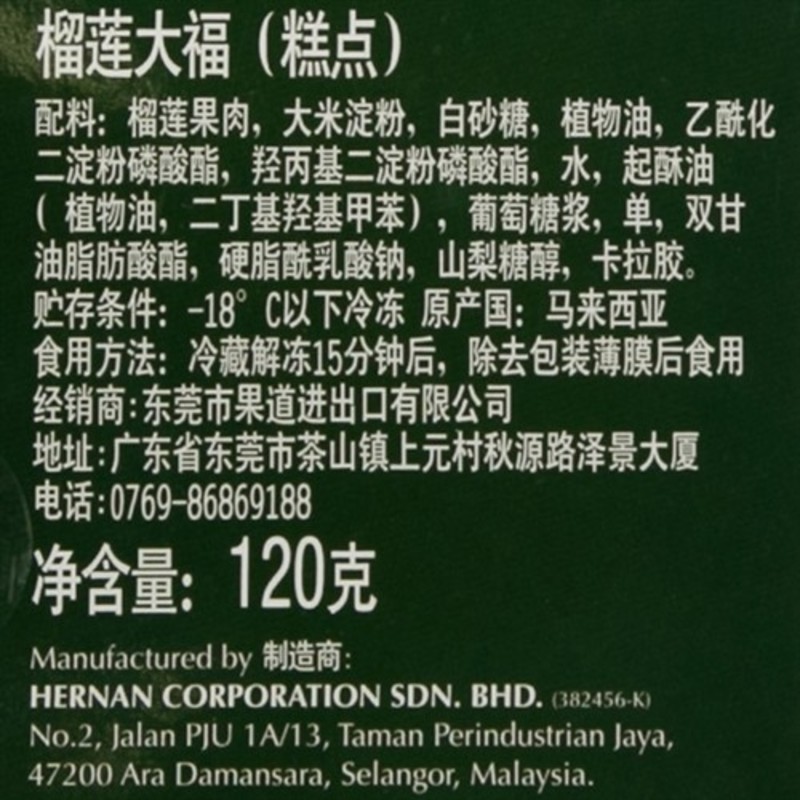 榴莲大福（糕点）
配料：榴莲果肉，大米淀粉，白砂糖，植物油，乙酰化
二淀粉磷酸酯，羟丙基二淀粉磷酸酯，水，起酥油
（植物油，二丁基羟基甲苯），葡萄糖浆，单，双甘
油脂肪酸酯，硬脂酰乳酸钠，山梨糖醇，卡拉胶。
贮存条件：-18°C以下冷冻 原产国：马来西亚
食用方法：冷藏解冻15分钟后，除去包装薄膜后食用
经销商:东莞市果道进出口有限公司
地址:广东省东莞市茶山镇上元村秋源路泽景大厦
电话:0769-86869188
净含量：120克
Manufactured by 制造商:
HERNAN CORPORATION SDN. BHD. (382456-K)
No.2, Jalan PJU 1A/13, Taman Perindustrian Jaya,
47200 Ara Damansara, Selangor, Malaysia.